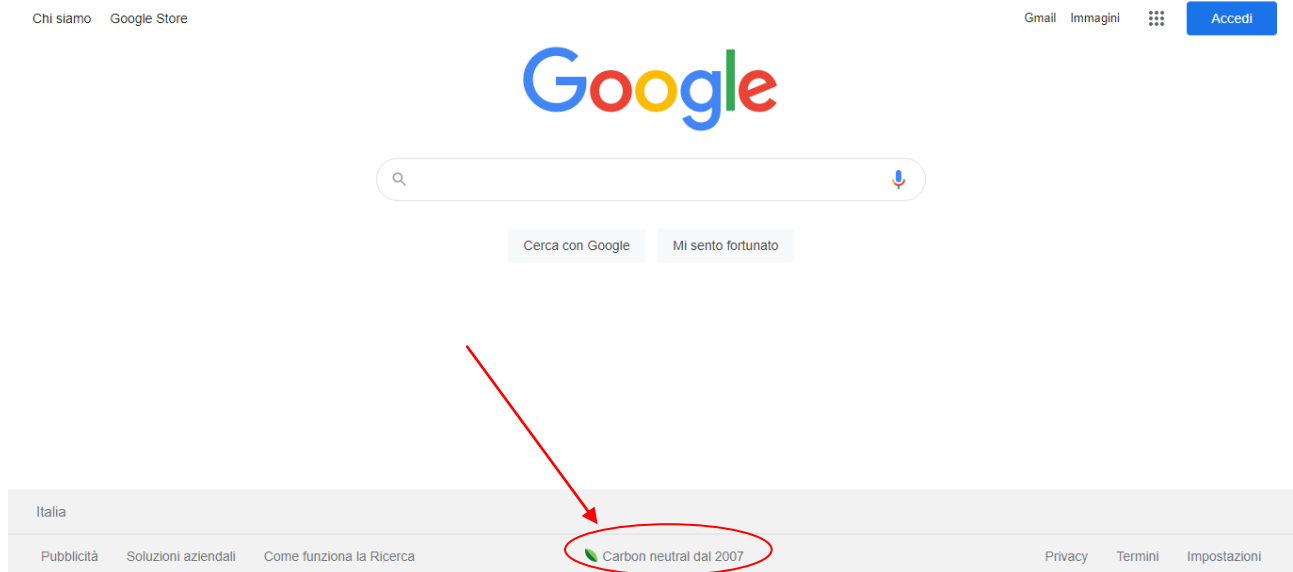 Chi siamo Google Store Gmail Immagini Accedi
Google
Cerca con Google Mi sento fortunato
Italia
Pubblicità Soluzioni aziendali Come funziona la Ricerca Carbon neutral dal 2007 Privacy Termini Impostazioni